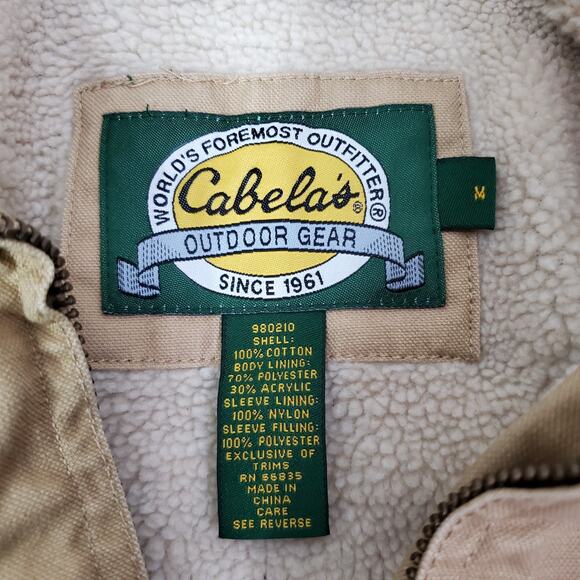 WORLD'S FOREMOST OUTFITTER®
Cabela's®
OUTDOOR GEAR
SINCE 1961
M
980210
SHELL:
100% COTTON
BODY LINING:
70% POLYESTER
30% ACRYLIC
SLEEVE LINING:
100% NYLON
SLEEVE FILLING:
100% POLYESTER
EXCLUSIVE OF
TRIMS
RN 56835
MADE IN
CHINA
CARE
SEE REVERSE